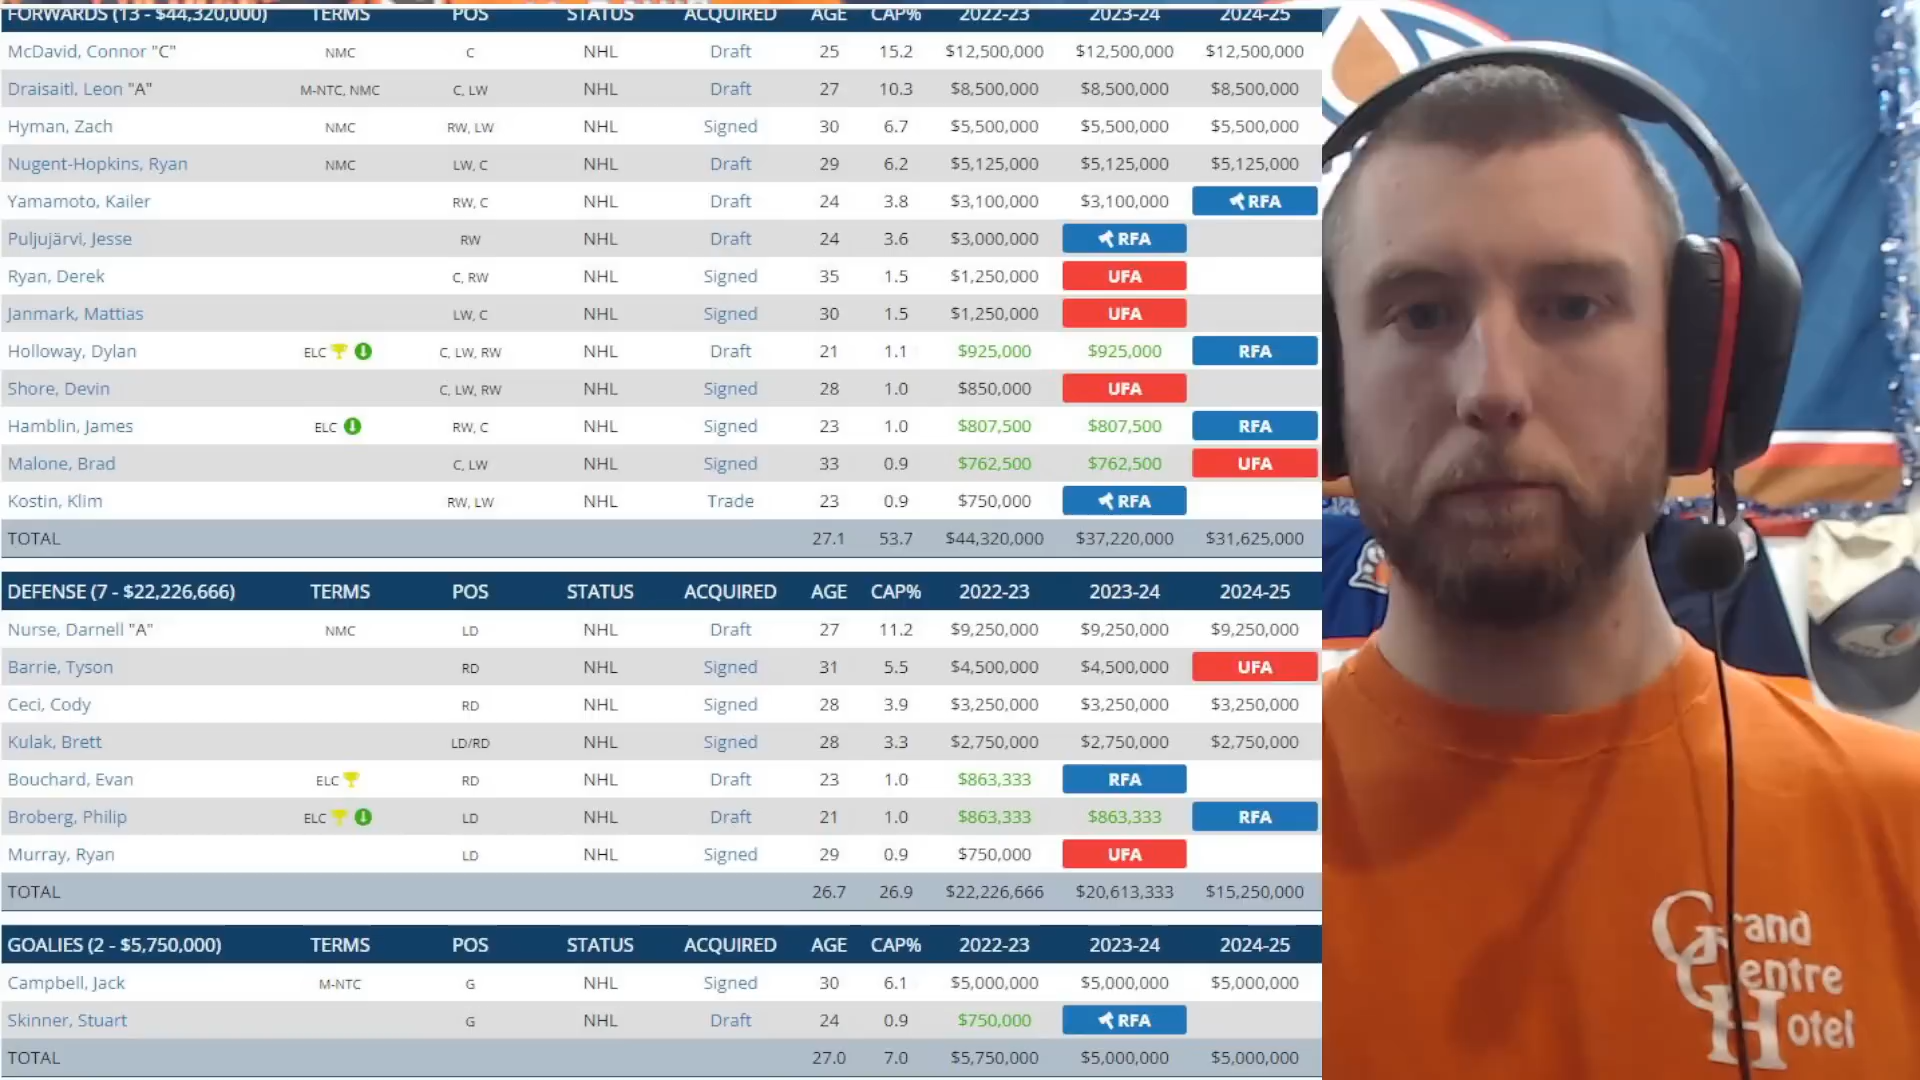 FORWARDS (13 - $44,320,000) TERMS POS STATUS ACQUIRED AGE CAP% 2022-23 2023-24 2024-25
McDavid, Connor "C" NMC C NHL Draft 25 15.2 $12,500,000 $12,500,000 $12,500,000
Draisaitl, Leon "A" M-NTC, NMC C, LW NHL Draft 27 10.3 $8,500,000 $8,500,000 $8,500,000
Hyman, Zach NMC RW, LW NHL Signed 30 6.7 $5,500,000 $5,500,000 $5,500,000
Nugent-Hopkins, Ryan NMC LW, C NHL Draft 29 6.2 $5,125,000 $5,125,000 $5,125,000
Yamamoto, Kailer RW, C NHL Draft 24 3.8 $3,100,000 $3,100,000 RFA
Puljujärvi, Jesse RW NHL Draft 24 3.6 $3,000,000 RFA
Ryan, Derek C, RW NHL Signed 35 1.5 $1,250,000 UFA
Janmark, Mattias LW, C NHL Signed 30 1.5 $1,250,000 UFA
Holloway, Dylan ELC C, LW, RW NHL Draft 21 1.1 $925,000 $925,000 RFA
Shore, Devin C, LW, RW NHL Signed 28 1.0 $850,000 UFA
Hamblin, James ELC RW, C NHL Signed 23 1.0 $807,500 $807,500 RFA
Malone, Brad C, LW NHL Signed 33 0.9 $762,500 $762,500 UFA
Kostin, Klim RW, LW NHL Trade 23 0.9 $750,000 RFA
TOTAL 27.1 53.7 $44,320,000 $37,220,000 $31,625,000
DEFENSE (7 - $22,226,666) TERMS POS STATUS ACQUIRED AGE CAP% 2022-23 2023-24 2024-25
Nurse, Darnell "A" NMC LD NHL Draft 27 11.2 $9,250,000 $9,250,000 $9,250,000
Barrie, Tyson RD NHL Signed 31 5.5 $4,500,000 $4,500,000 UFA
Ceci, Cody RD NHL Signed 28 3.9 $3,250,000 $3,250,000 $3,250,000
Kulak, Brett LD/RD NHL Signed 28 3.3 $2,750,000 $2,750,000 $2,750,000
Bouchard, Evan ELC RD NHL Draft 23 1.0 $863,333 RFA
Broberg, Philip ELC LD NHL Draft 21 1.0 $863,333 $863,333 RFA
Murray, Ryan LD NHL Signed 29 0.9 $750,000 UFA
TOTAL 26.7 26.9 $22,226,666 $20,613,333 $15,250,000
GOALIES (2 - $5,750,000) TERMS POS STATUS ACQUIRED AGE CAP% 2022-23 2023-24 2024-25
Campbell, Jack M-NTC G NHL Signed 30 6.1 $5,000,000 $5,000,000 $5,000,000
Skinner, Stuart G NHL Draft 24 0.9 $750,000 RFA
TOTAL 27.0 7.0 $5,750,000 $5,000,000 $5,000,000
Grand
Centre
Hotel